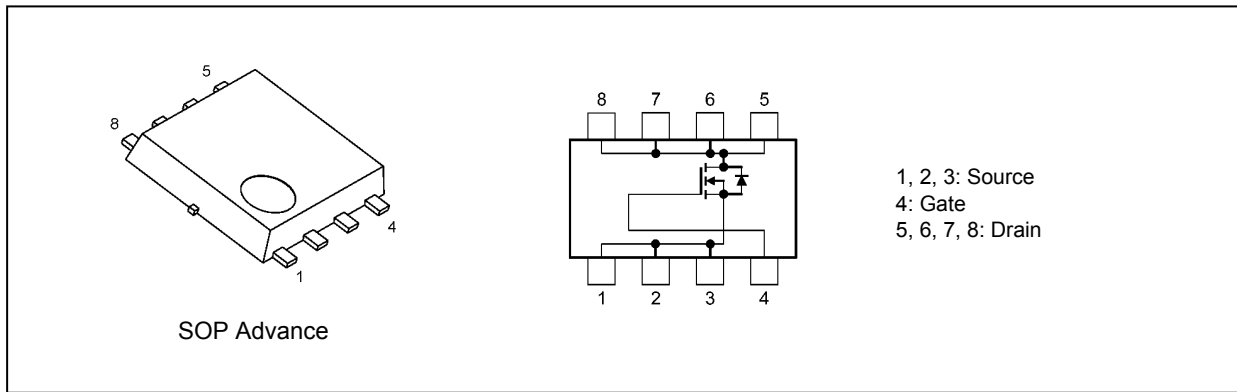 5
8
4
1
SOP Advance
8 7 6 5
1 2 3 4
1, 2, 3: Source
4: Gate
5, 6, 7, 8: Drain